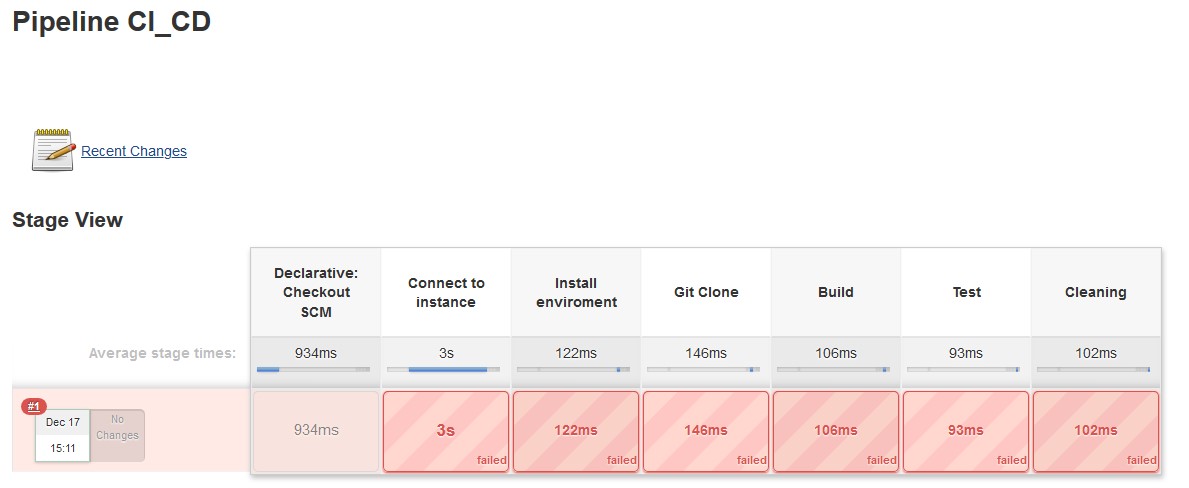 Pipeline CI_CD
Recent Changes
Stage View
Declarative: Checkout SCM
Connect to instance
Install enviroment
Git Clone
Build
Test
Cleaning
Average stage times:
934ms
3s
122ms
146ms
106ms
93ms
102ms
#1
Dec 17
15:11
No Changes
934ms
3s
failed
122ms
failed
146ms
failed
106ms
failed
93ms
failed
102ms
failed